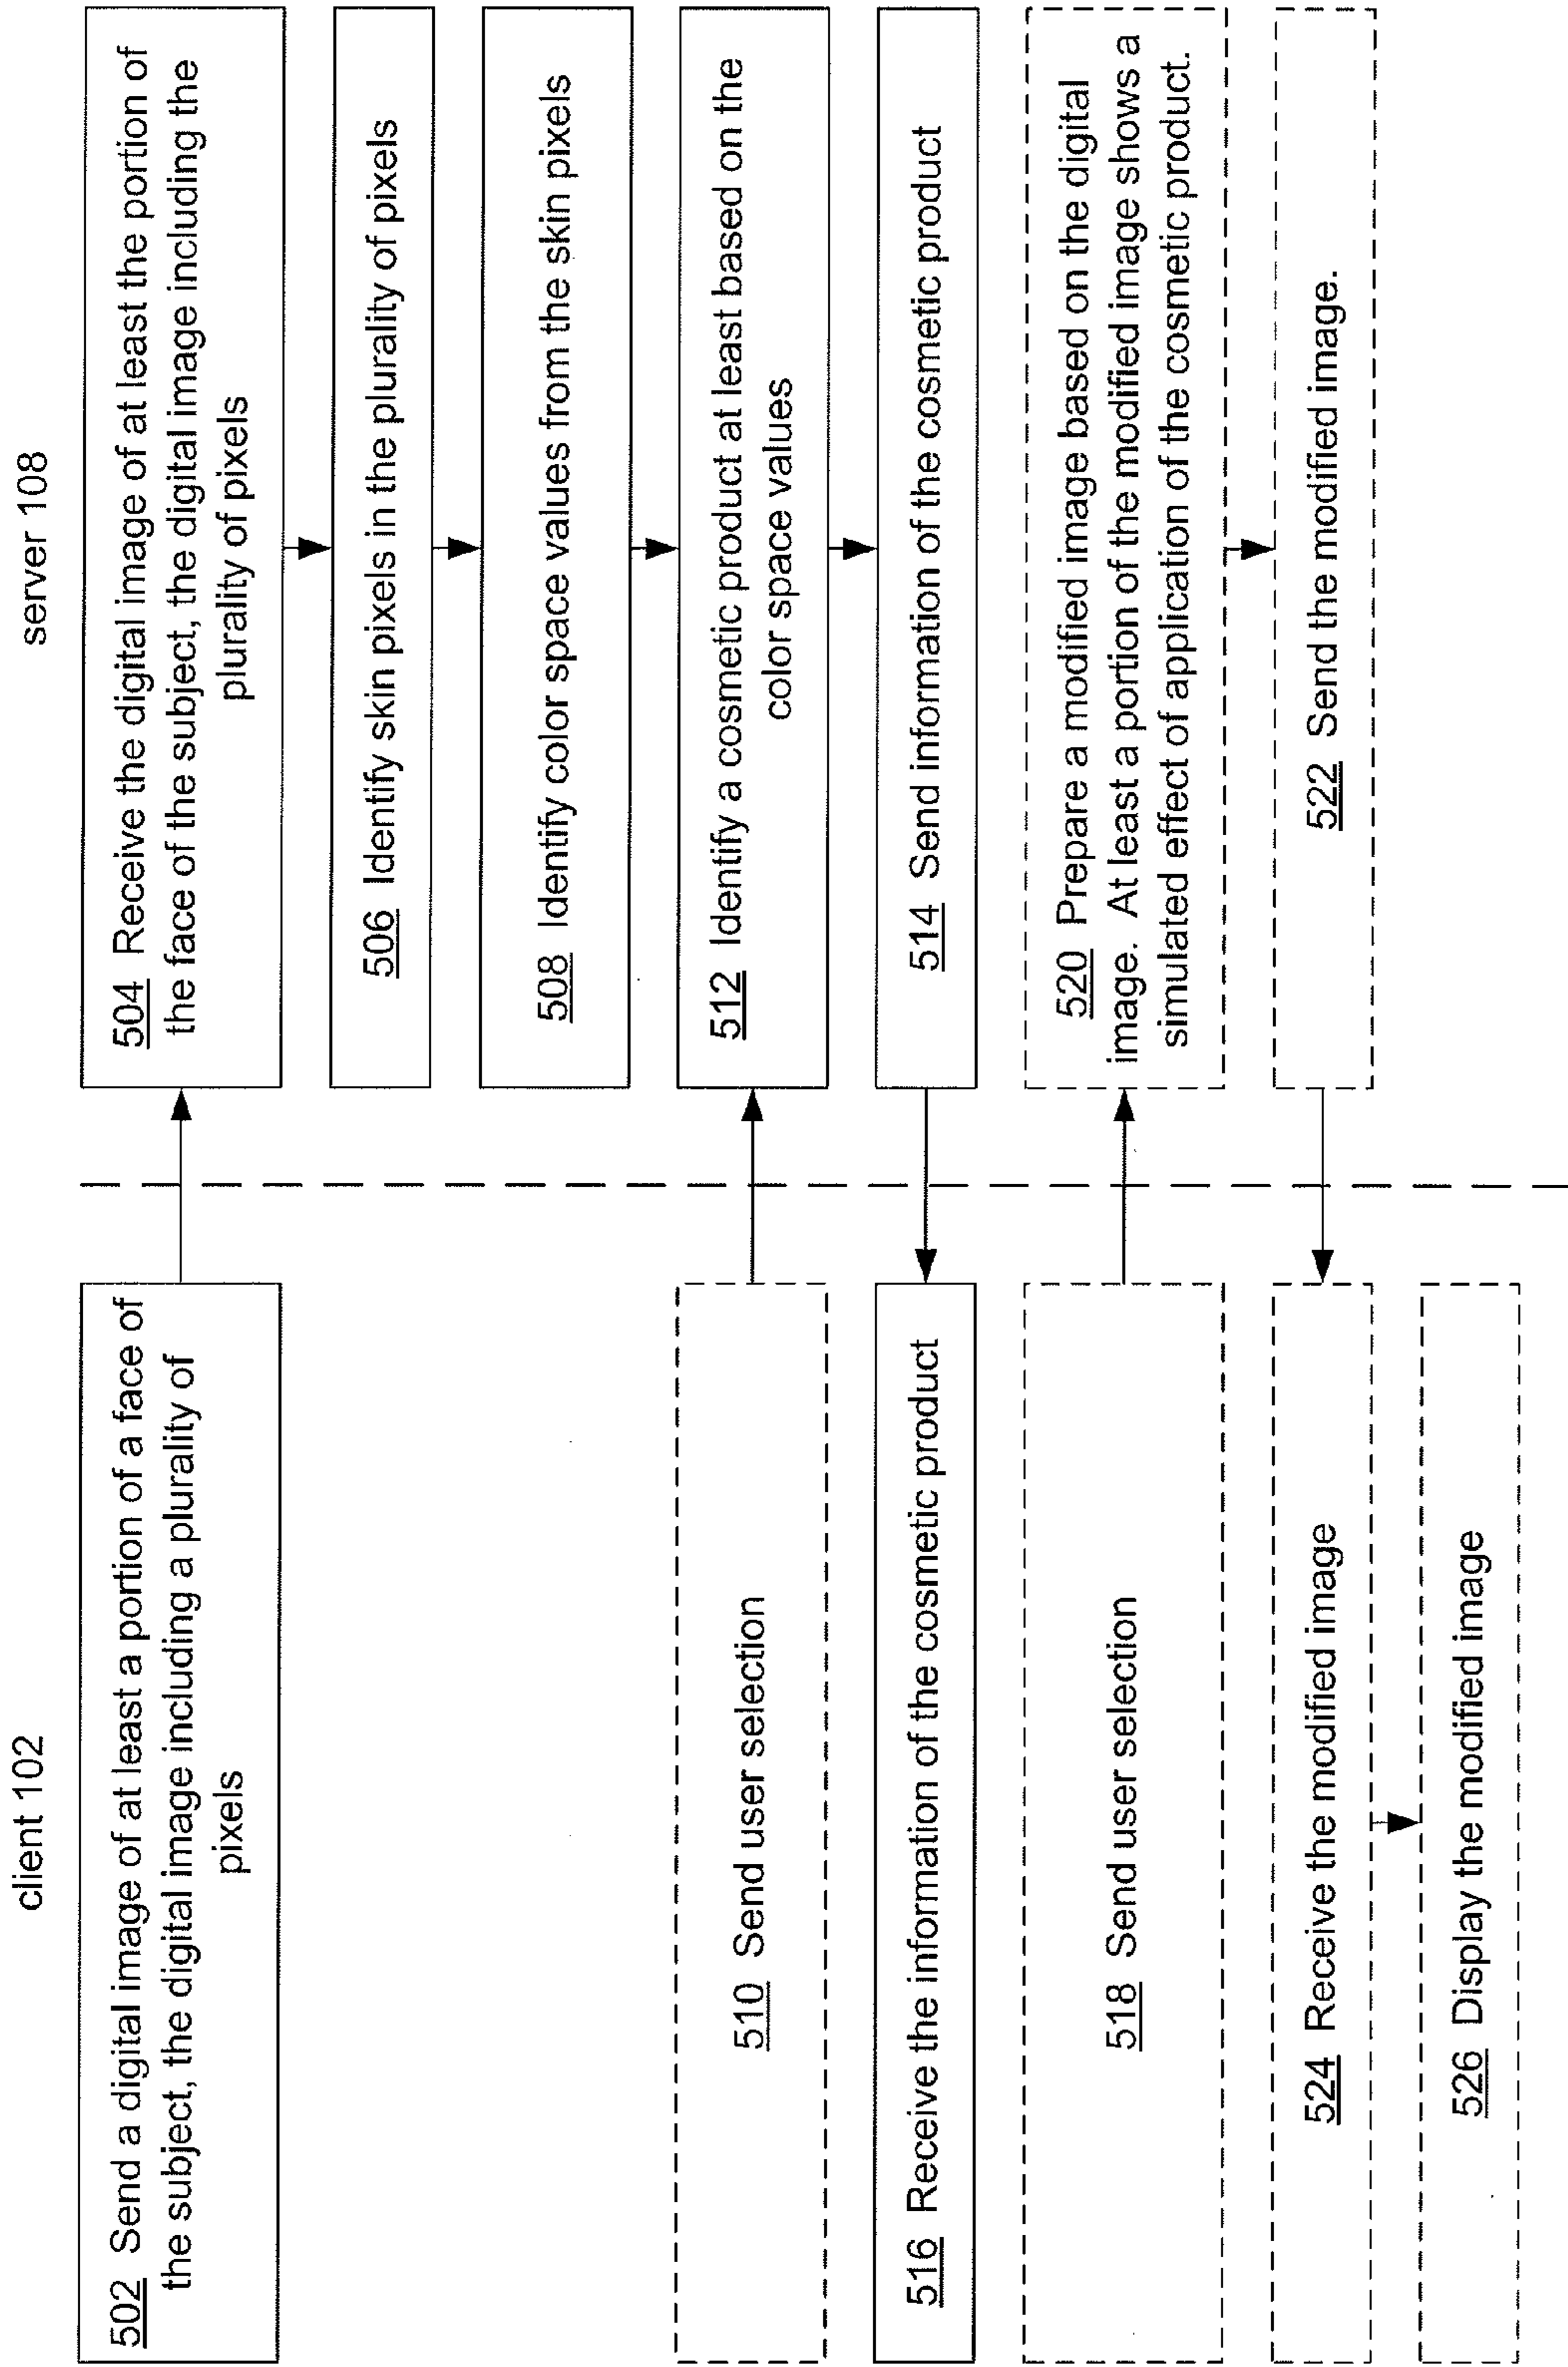 client 102
502 Send a digital image of at least a portion of a face of
the subject, the digital image including a plurality of
pixels
510 Send user selection
516 Receive the information of the cosmetic product
518 Send user selection
524 Receive the modified image
526 Display the modified image
server 108
504 Receive the digital image of at least the portion of
the face of the subject, the digital image including the
plurality of pixels
506 Identify skin pixels in the plurality of pixels
508 Identify color space values from the skin pixels
512 Identify a cosmetic product at least based on the
color space values
514 Send information of the cosmetic product
520 Prepare a modified image based on the digital
image. At least a portion of the modified image shows a
simulated effect of application of the cosmetic product.
522 Send the modified image.